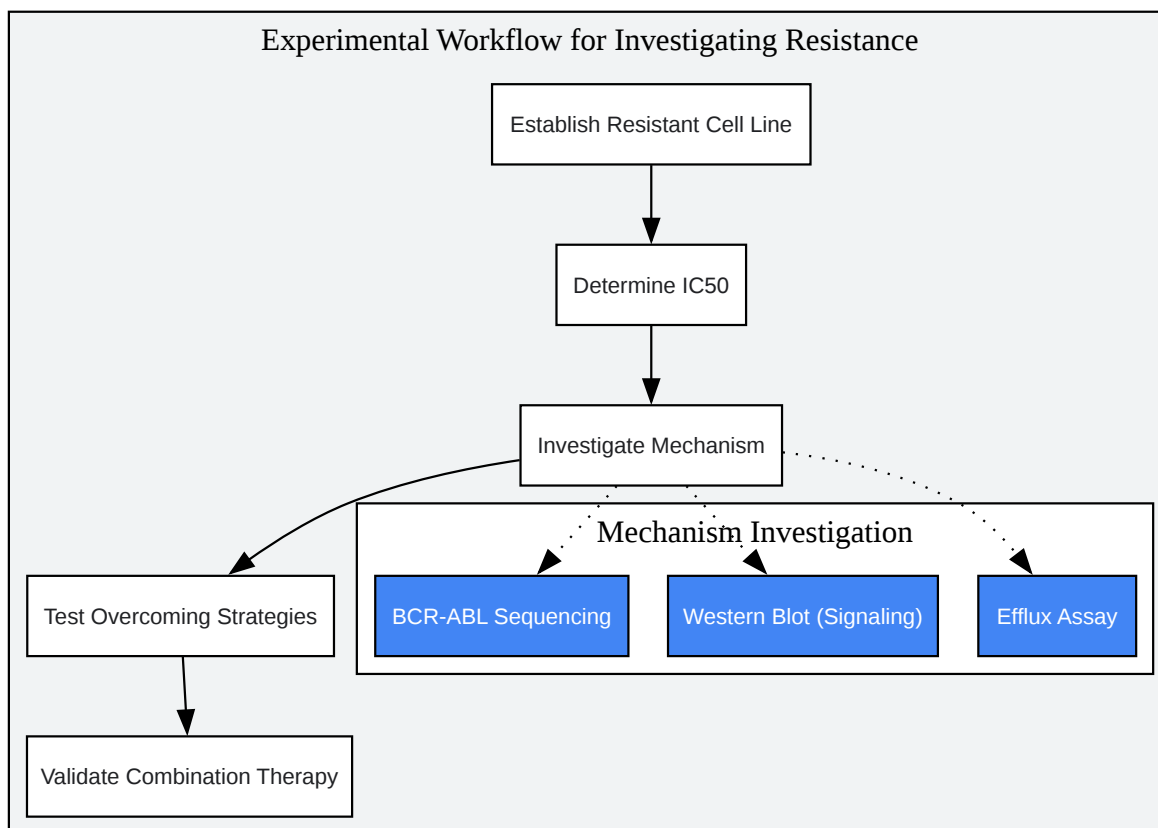 Experimental Workflow for Investigating Resistance
Establish Resistant Cell Line
Determine IC50
Investigate Mechanism
Mechanism Investigation
Test Overcoming Strategies
BCR-ABL Sequencing
Western Blot (Signaling)
Efflux Assay
Validate Combination Therapy